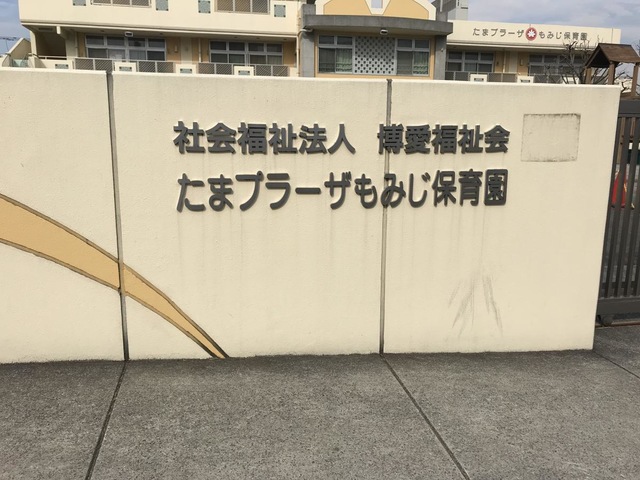 たまプラーザ もみじ保育園
社会福祉法人 博愛福祉会
たまプラーザもみじ保育園